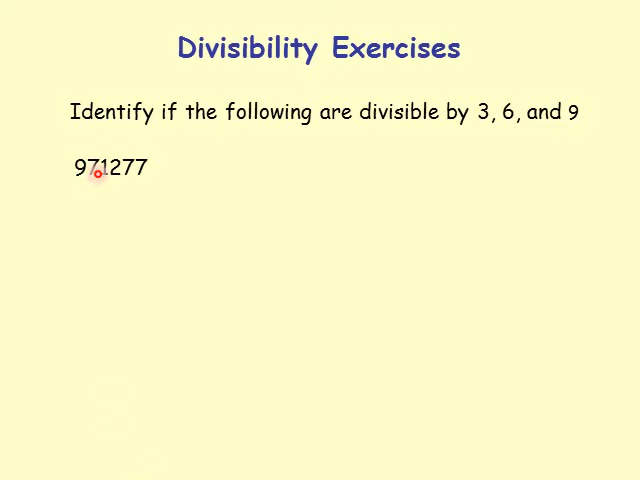 Divisibility Exercises
Identify if the following are divisible by 3, 6, and 9
971277